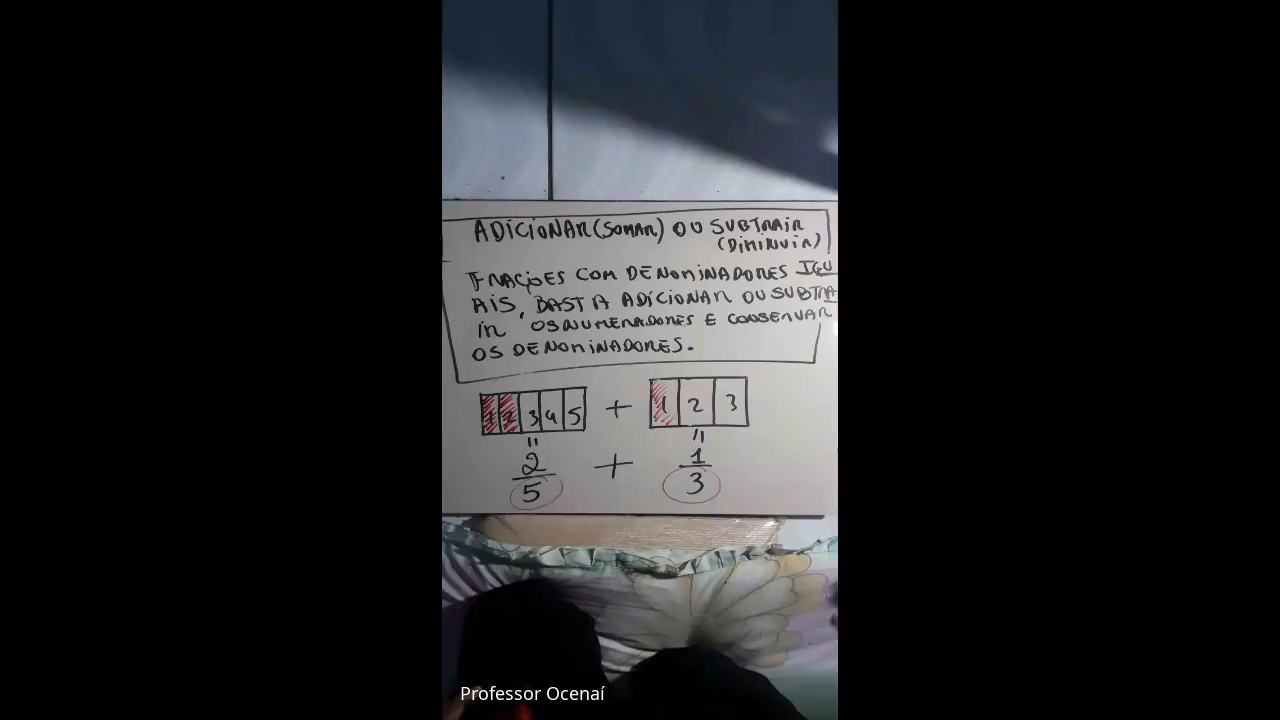 ADICIONAR (SOMAR) OU SUBTRAIR
(DIMINUIR)
FRAÇÕES COM DENOMINADORES IGU
AIS, BASTA ADICIONAR OU SUBTRA
IR OS NUMERADORES E CONSERVAR
OS DENOMINADORES.
1 2 3 4 5 + 1 2 3
= =
2/5 + 1/3
Professor Ocenaí